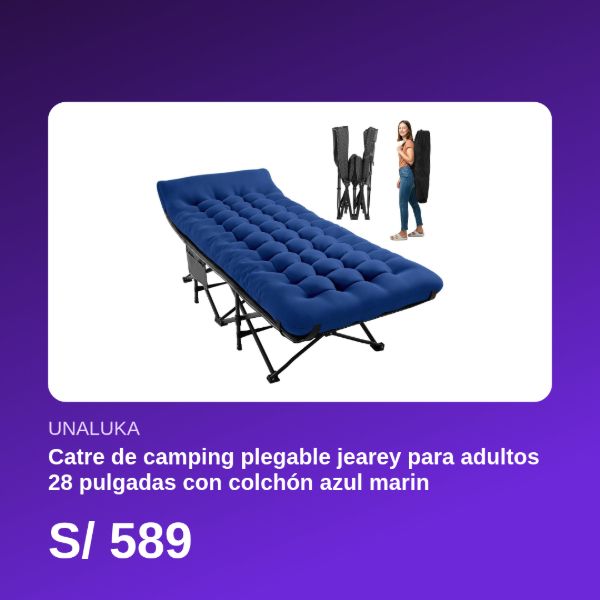 UNALUKA
Catre de camping plegable jearey para adultos
28 pulgadas con colchón azul marin
S/ 589